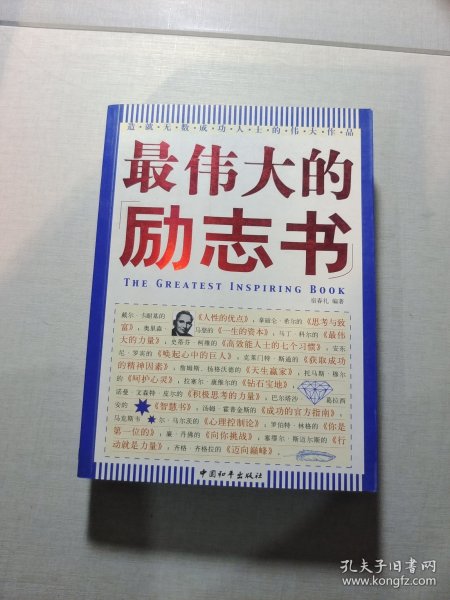 造·就·无·数·成·功·人·士·的·伟·大·作·品
最伟大的
「励志书」
THE GREATEST INSPIRING BOOK
宿春礼 编著
戴尔·卡耐基的《人性的优点》；拿破仑·希尔的《思考与致
富》；奥里森·马登的《一生的资本》；马丁·科尔的《最伟
大的力量》；史蒂芬·柯维的《高效能人士的七个习惯》；安东
尼·罗宾的《唤起心中的巨人》；克莱门特·斯通的《获取成功
的精神因素》；詹姆斯·扬格氏德的《天生赢家》；托马斯·穆尔
的《呵护心灵》；拉塞尔·康维尔的《钻石宝地》；
诺曼·文森特·皮尔的《积极思考的力量》；巴尔塔沙·葛拉西
安的《智慧书》；汤姆·霍普金斯的《成功的官方指南》；
马克斯韦尔·马尔茨的《心理控制论》；罗伯特·林格的《你是
第一位的》；廉·丹佛的《向你挑战》；塞缪尔·斯迈尔斯的《行
动就是力量》；齐格·齐格拉的《迈向巅峰》
中国和平出版社
孔夫子旧书网
www.kongfz.com